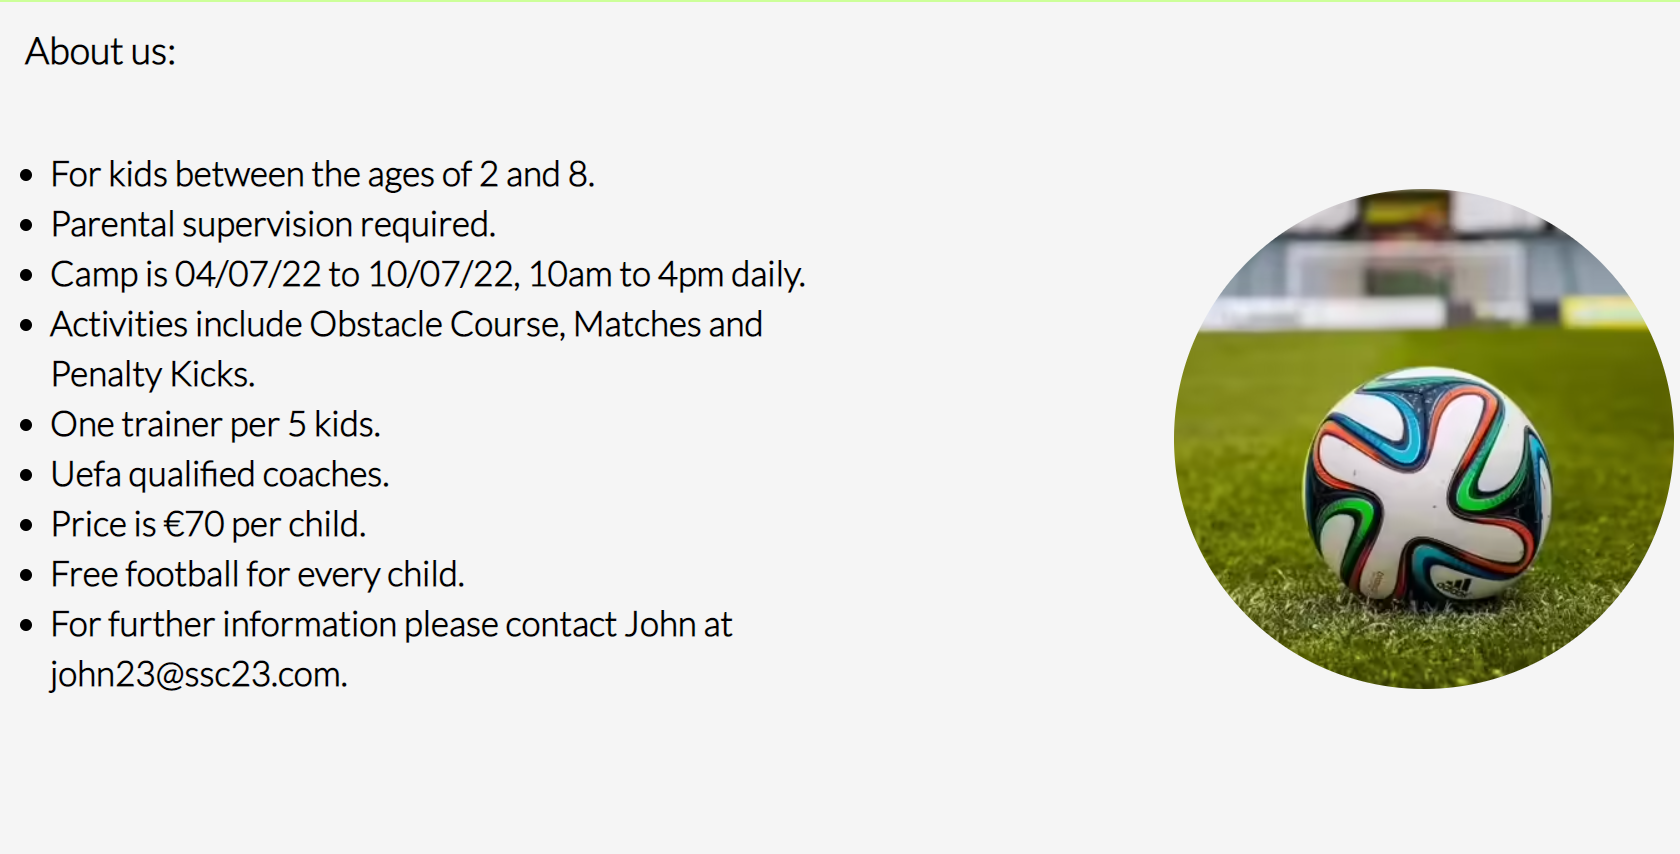 About us:
For kids between the ages of 2 and 8.
Parental supervision required.
Camp is 04/07/22 to 10/07/22, 10am to 4pm daily.
Activities include Obstacle Course, Matches and
Penalty Kicks.
One trainer per 5 kids.
Uefa qualified coaches.
Price is €70 per child.
Free football for every child.
For further information please contact John at
john23@ssc23.com.
adidas